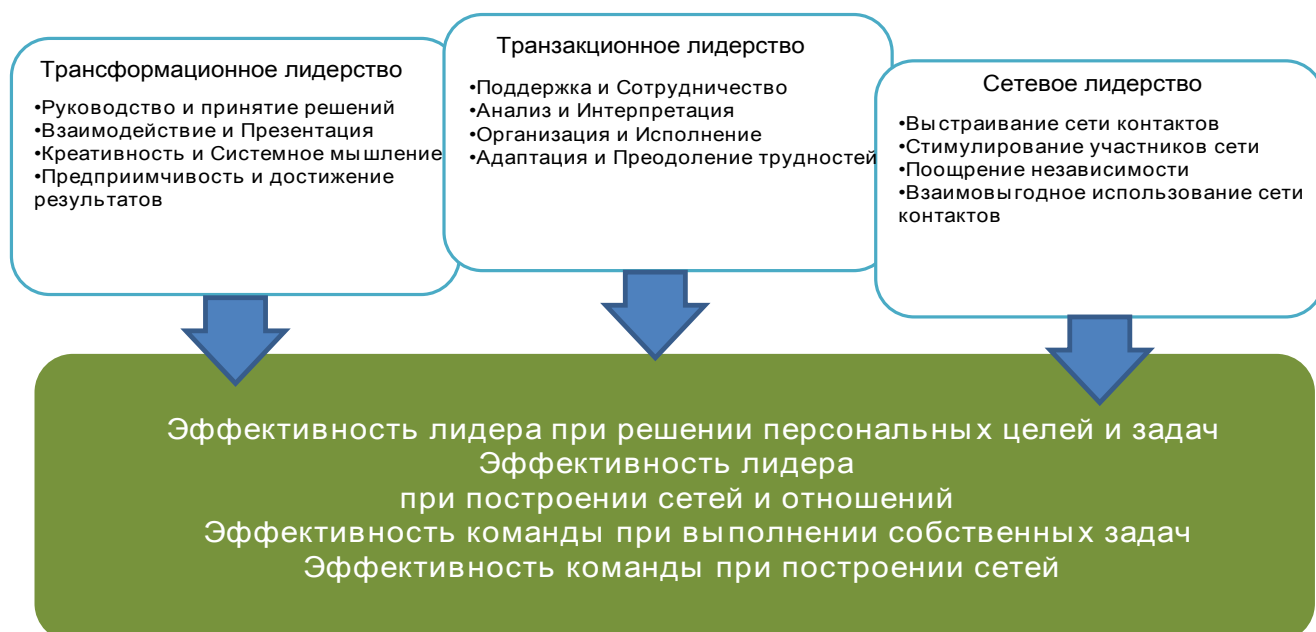 Трансформационное лидерство
•Руководство и принятие решений
•Взаимодействие и Презентация
•Креативность и Системное мышление
•Предприимчивость и достижение
результатов
Транзакционное лидерство
•Поддержка и Сотрудничество
•Анализ и Интерпретация
•Организация и Исполнение
•Адаптация и Преодоление трудностей
Сетевое лидерство
•Выстраивание сети контактов
•Стимулирование участников сети
•Поощрение независимости
•Взаимовыгодное использование сети
контактов
Эффективность лидера при решении персональных целей и задач
Эффективность лидера
при построении сетей и отношений
Эффективность команды при выполнении собственных задач
Эффективность команды при построении сетей